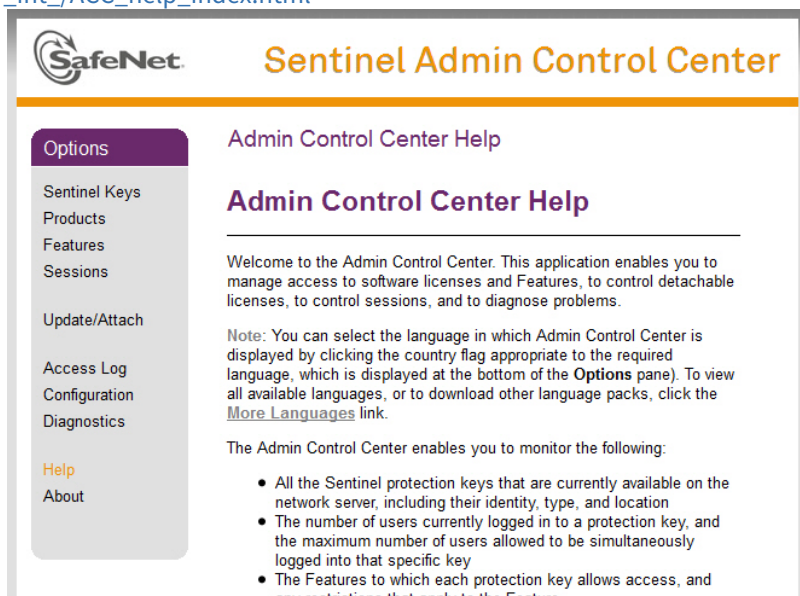 _int_/ACC_help_index.html
SafeNet.
Sentinel Admin Control Center
Options
Sentinel Keys
Products
Features
Sessions
Update/Attach
Access Log
Configuration
Diagnostics
Help
About
Admin Control Center Help
Admin Control Center Help
Welcome to the Admin Control Center. This application enables you to
manage access to software licenses and Features, to control detachable
licenses, to control sessions, and to diagnose problems.
Note: You can select the language in which Admin Control Center is
displayed by clicking the country flag appropriate to the required
language, which is displayed at the bottom of the Options pane). To view
all available languages, or to download other language packs, click the
More Languages link.
The Admin Control Center enables you to monitor the following:
● All the Sentinel protection keys that are currently available on the
network server, including their identity, type, and location
● The number of users currently logged in to a protection key, and
the maximum number of users allowed to be simultaneously
logged into that specific key
● The Features to which each protection key allows access, and